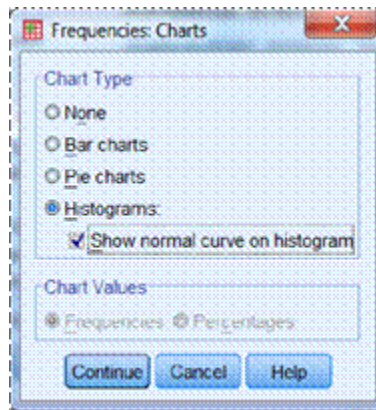 Frequencies: Charts
Chart Type
None
Bar charts
Pie charts
Histograms:
Show normal curve on histogram
Chart Values
Frequencies Percentages
Continue Cancel Help